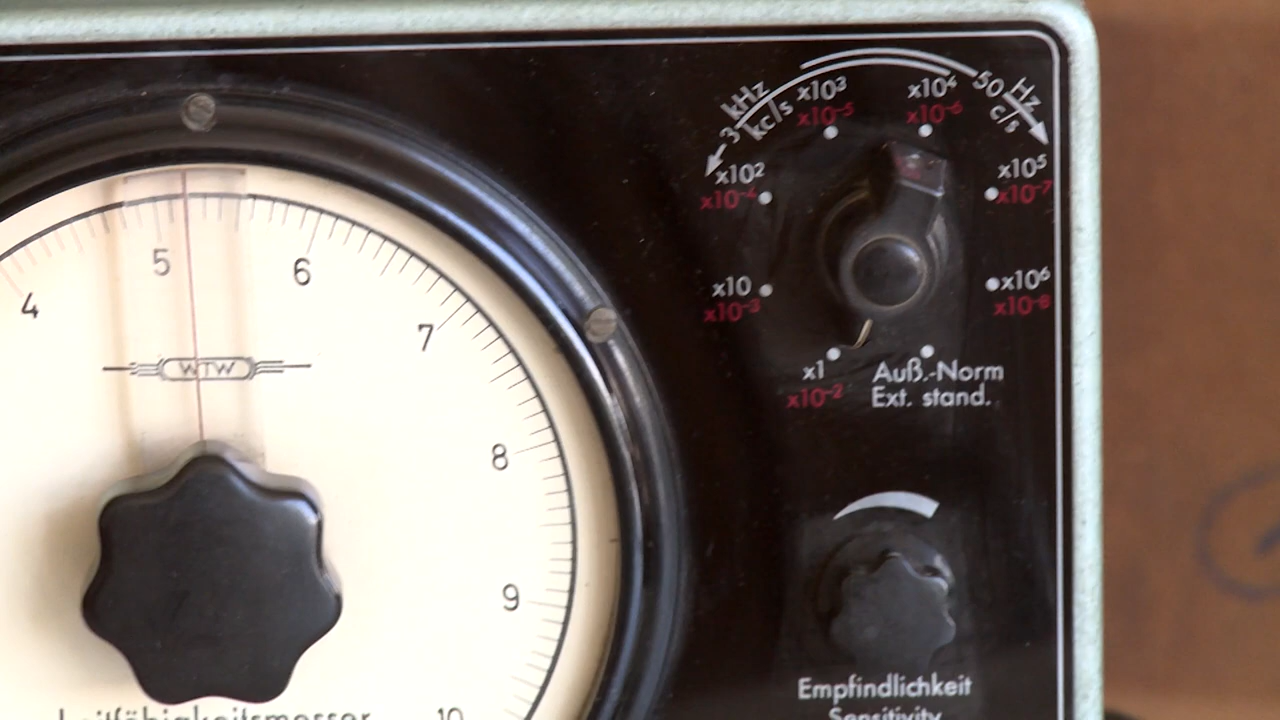 3 kHz
kc/s
50 Hz
c/s
x10³
x10⁻⁵
x10⁴
x10⁻⁶
x10²
x10⁻⁴
x10⁵
x10⁻⁷
x10
x10⁻³
x10⁶
x10⁻⁸
x1
x10⁻²
Auß.-Norm
Ext. stand.
4
5
6
7
8
9
10
WTW
Empfindlichkeit
Sensitivity
Leitfähigkeitsmesser